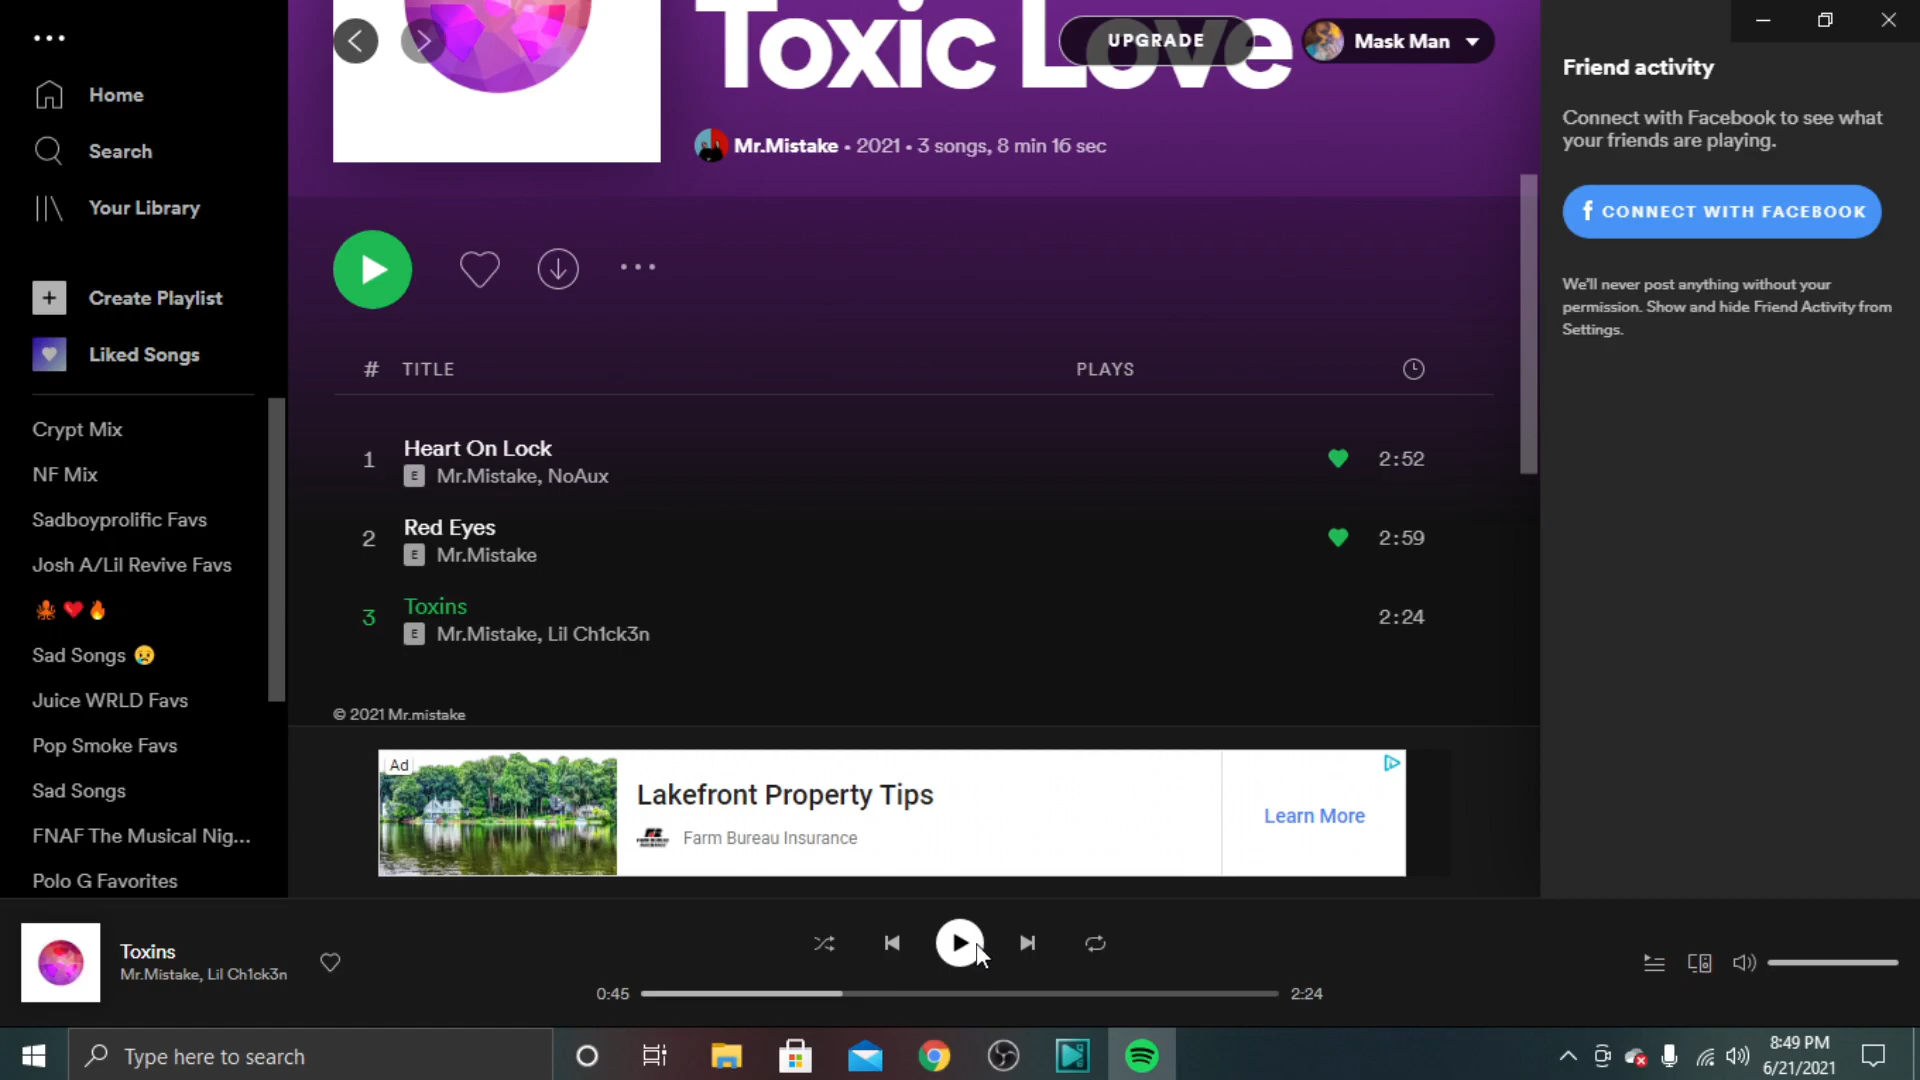 Home
Search
Your Library
Create Playlist
Liked Songs
Crypt Mix
NF Mix
Sadboyprolific Favs
Josh A/Lil Revive Favs
🐙❤️🔥
Sad Songs 😥
Juice WRLD Favs
Pop Smoke Favs
Sad Songs
FNAF The Musical Nig...
Polo G Favorites
Toxic Love
UPGRADE
Mask Man
Mr.Mistake • 2021 • 3 songs, 8 min 16 sec
# TITLE PLAYS
1 Heart On Lock 2:52
E Mr.Mistake, NoAux
2 Red Eyes 2:59
E Mr.Mistake
3 Toxins 2:24
E Mr.Mistake, Lil Ch1ck3n
© 2021 Mr.mistake
Ad
Lakefront Property Tips
Farm Bureau Insurance
Learn More
Friend activity
Connect with Facebook to see what
your friends are playing.
f CONNECT WITH FACEBOOK
We'll never post anything without your
permission. Show and hide Friend Activity from
Settings.
Toxins
Mr.Mistake, Lil Ch1ck3n
0:45
2:24
Type here to search
8:49 PM
6/21/2021